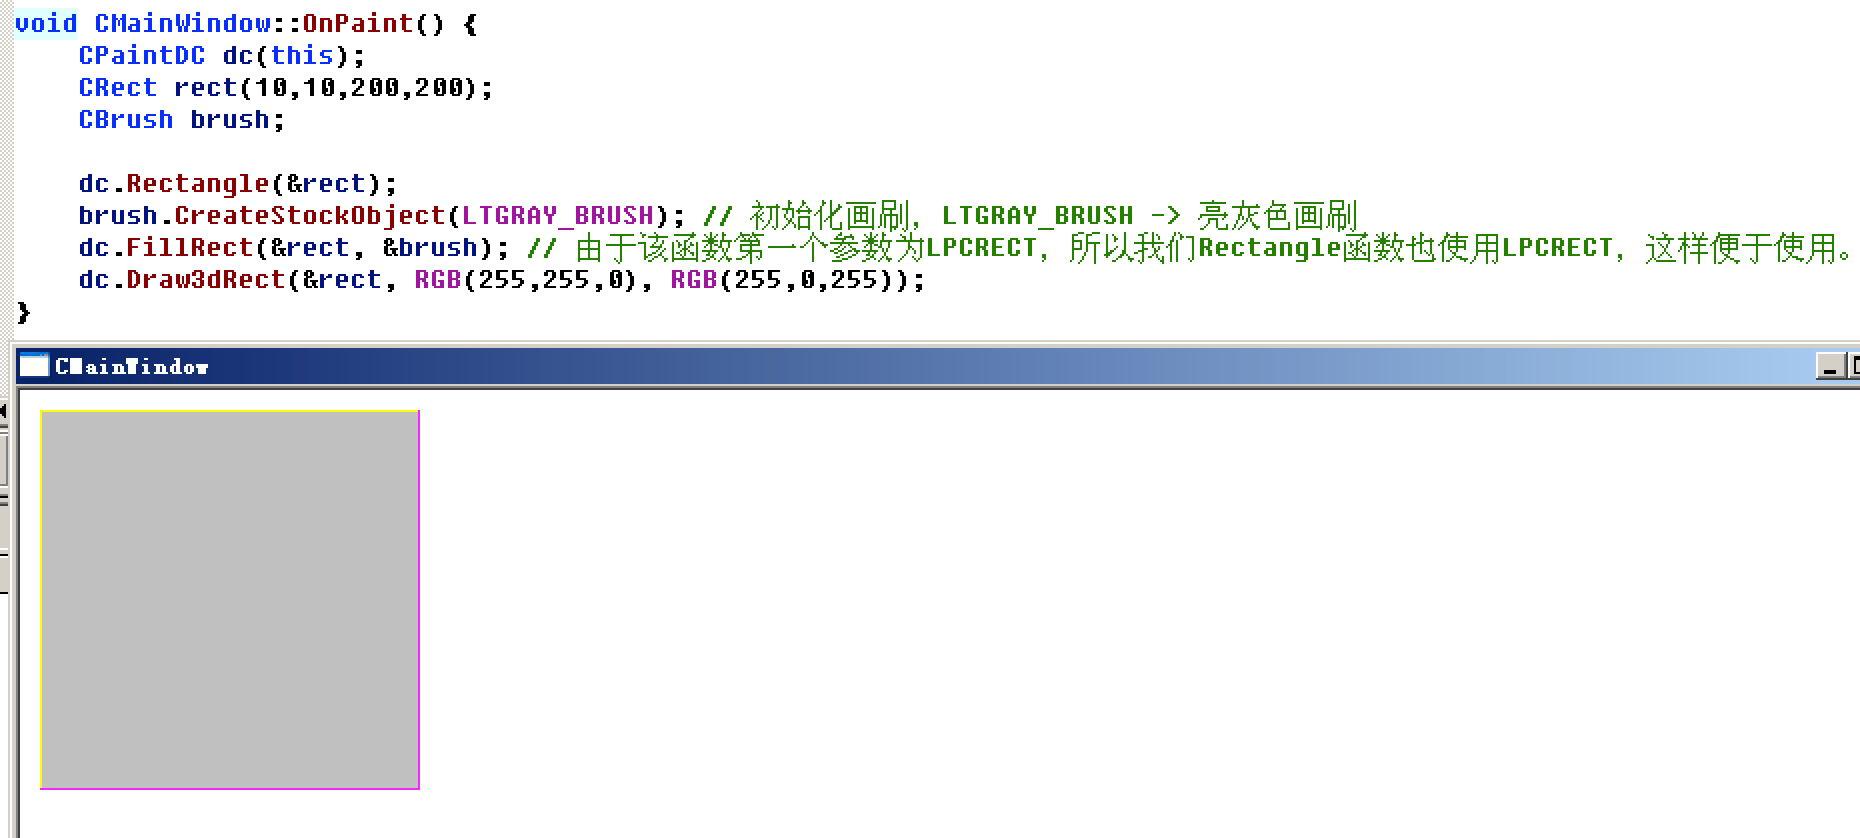 void CMainWindow::OnPaint() {
    CPaintDC dc(this);
    CRect rect(10,10,200,200);
    CBrush brush;
    dc.Rectangle(&rect);
    brush.CreateStockObject(LTGRAY_BRUSH); // 初始化画刷, LTGRAY_BRUSH -> 亮灰色画刷
    dc.FillRect(&rect, &brush); // 由于该函数第一个参数为LPCRECT, 所以我们Rectangle函数也使用LPCRECT, 这样便于使用。
    dc.Draw3dRect(&rect, RGB(255,255,0), RGB(255,0,255));
}
CMainWindow